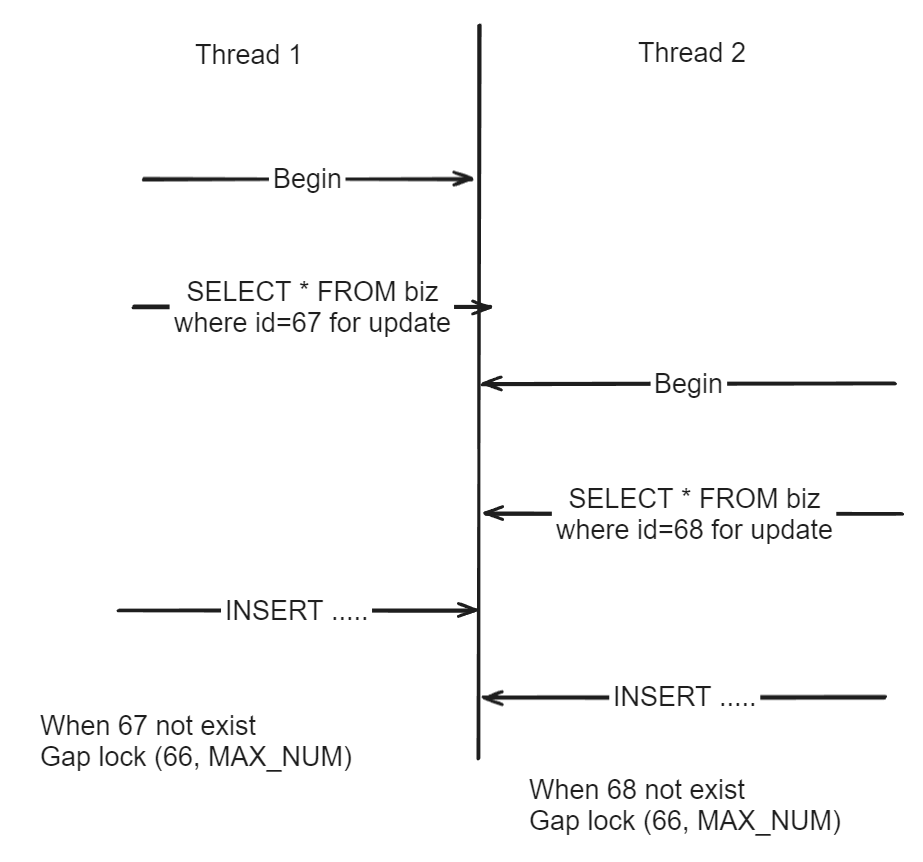 Thread 1
Thread 2
Begin
SELECT * FROM biz
where id=67 for update
Begin
SELECT * FROM biz
where id=68 for update
INSERT .....
INSERT .....
When 67 not exist
Gap lock (66, MAX_NUM)
When 68 not exist
Gap lock (66, MAX_NUM)